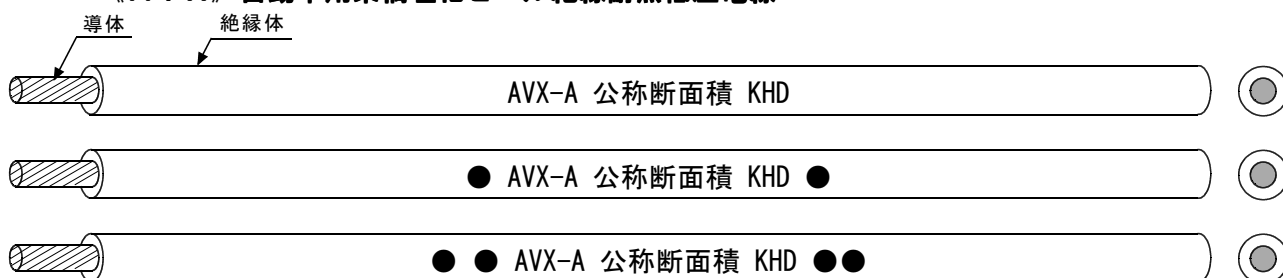 導体 絶縁体
AVX-A 公称断面積 KHD
● AVX-A 公称断面積 KHD ●
● ● AVX-A 公称断面積 KHD ●●